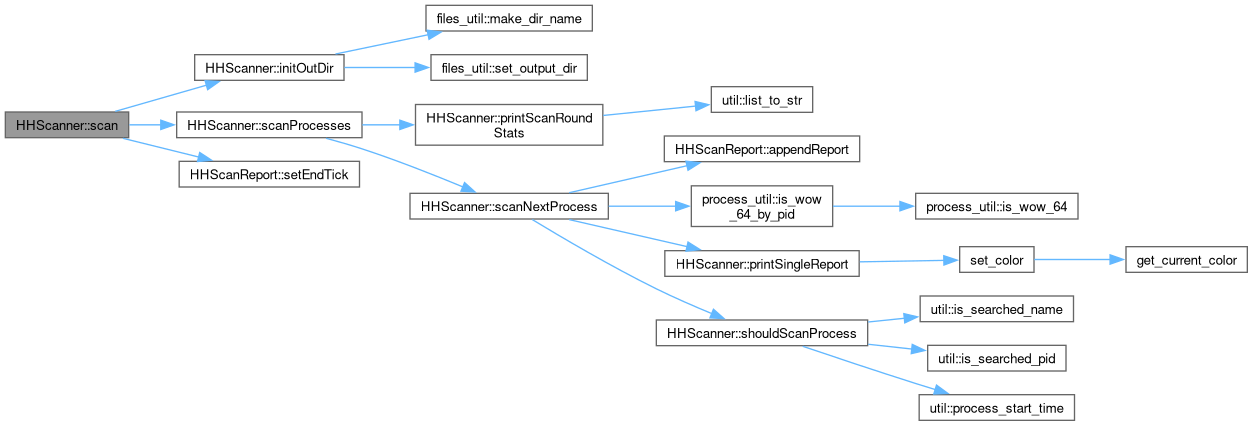 files_util::make_dir_name
HHScanner::initOutDir
files_util::set_output_dir
util::list_to_str
HHScanner::scan
HHScanner::scanProcesses
HHScanner::printScanRound
Stats
HHScanReport::appendReport
HHScanReport::setEndTick
HHScanner::scanNextProcess
process_util::is_wow
_64_by_pid
process_util::is_wow_64
HHScanner::printSingleReport
set_color
get_current_color
util::is_searched_name
HHScanner::shouldScanProcess
util::is_searched_pid
util::process_start_time